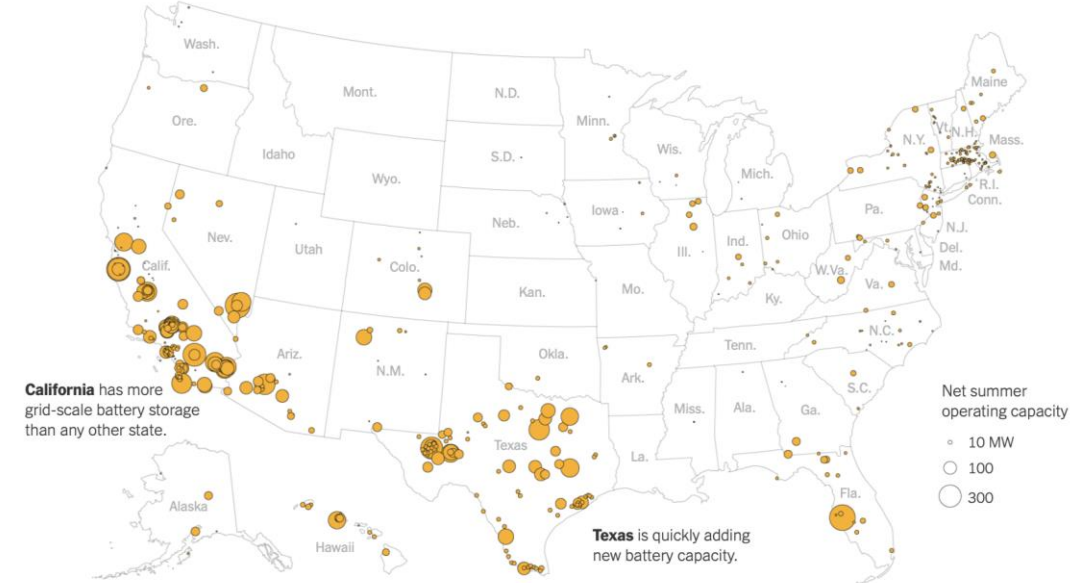 Wash.
Maine
Mont.
N.D.
Minn.
Vt.
N.H.
N.Y.
Mass.
Ore.
Idaho
S.D.
Wis.
Mich.
R.I.
Conn.
Wyo.
Pa.
Iowa
N.J.
Neb.
Nev.
Utah
Ohio
Ind.
Ill.
Del.
Md.
Calif.
Colo.
W.Va.
Va.
Kan.
Mo.
Ky.
N.C.
Tenn.
Ariz.
N.M.
Okla.
Ark.
S.C.
California has more
grid-scale battery storage
than any other state.
Miss.
Ala.
Ga.
Net summer
operating capacity
10 MW
100
300
Texas
La.
Fla.
Alaska
Hawaii
Texas is quickly adding
new battery capacity.